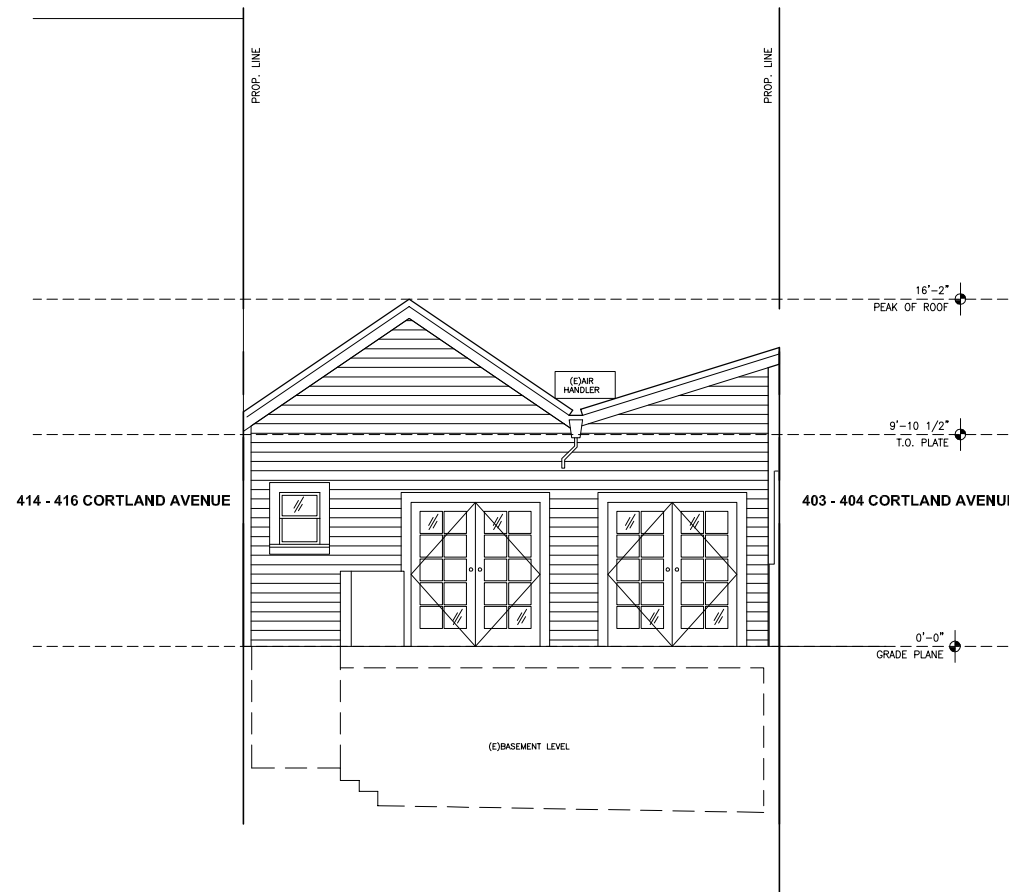 PROP. LINE
PROP. LINE
16'-2"
PEAK OF ROOF
(E)AIR
HANDLER
9'-10 1/2"
T.O. PLATE
414 - 416 CORTLAND AVENUE
403 - 404 CORTLAND AVENU
0'-0"
GRADE PLANE
(E)BASEMENT LEVEL